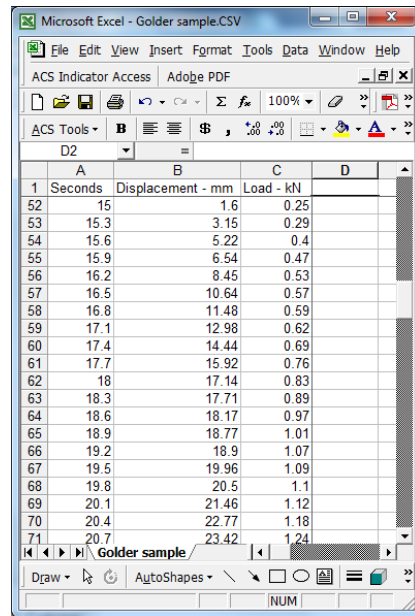 Microsoft Excel - Golder sample.CSV
File Edit View Insert Format Tools Data Window Help
ACS Indicator Access Adobe PDF
100%
ACS Tools B $ , .00 .00
D2 =
A B C D
1 Seconds Displacement - mm Load - kN
52 15 1.6 0.25
53 15.3 3.15 0.29
54 15.6 5.22 0.4
55 15.9 6.54 0.47
56 16.2 8.45 0.53
57 16.5 10.64 0.57
58 16.8 11.48 0.59
59 17.1 12.98 0.62
60 17.4 14.44 0.69
61 17.7 15.92 0.76
62 18 17.14 0.83
63 18.3 17.71 0.89
64 18.6 18.17 0.97
65 18.9 18.77 1.01
66 19.2 18.9 1.07
67 19.5 19.96 1.09
68 19.8 20.5 1.1
69 20.1 21.46 1.12
70 20.4 22.77 1.18
71 20.7 23.42 1.24
Golder sample
Draw AutoShapes
NUM